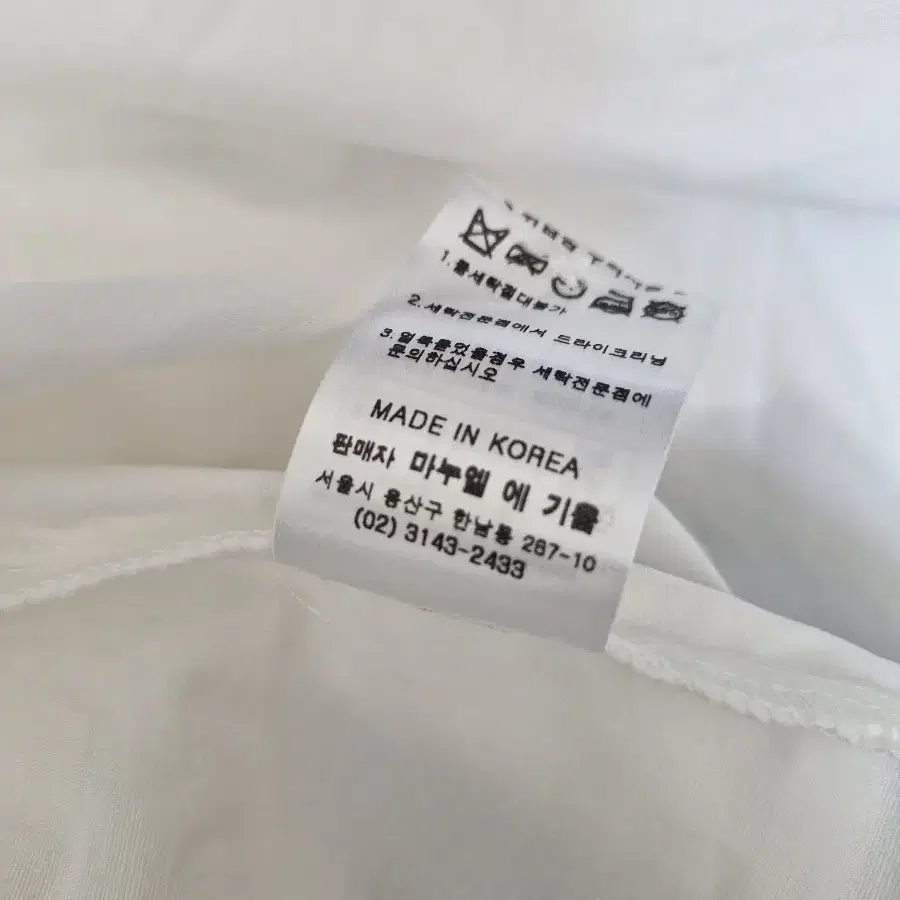 1. 물세탁절대불가
2. 세탁전문점에서 드라이크리닝
3. 얼룩묻었을경우 세탁전문점에
문의하십시오
MADE IN KOREA
판매자 마누엘 에 기욤
서울시 용산구 한남동 267-10
(02) 3143-2433